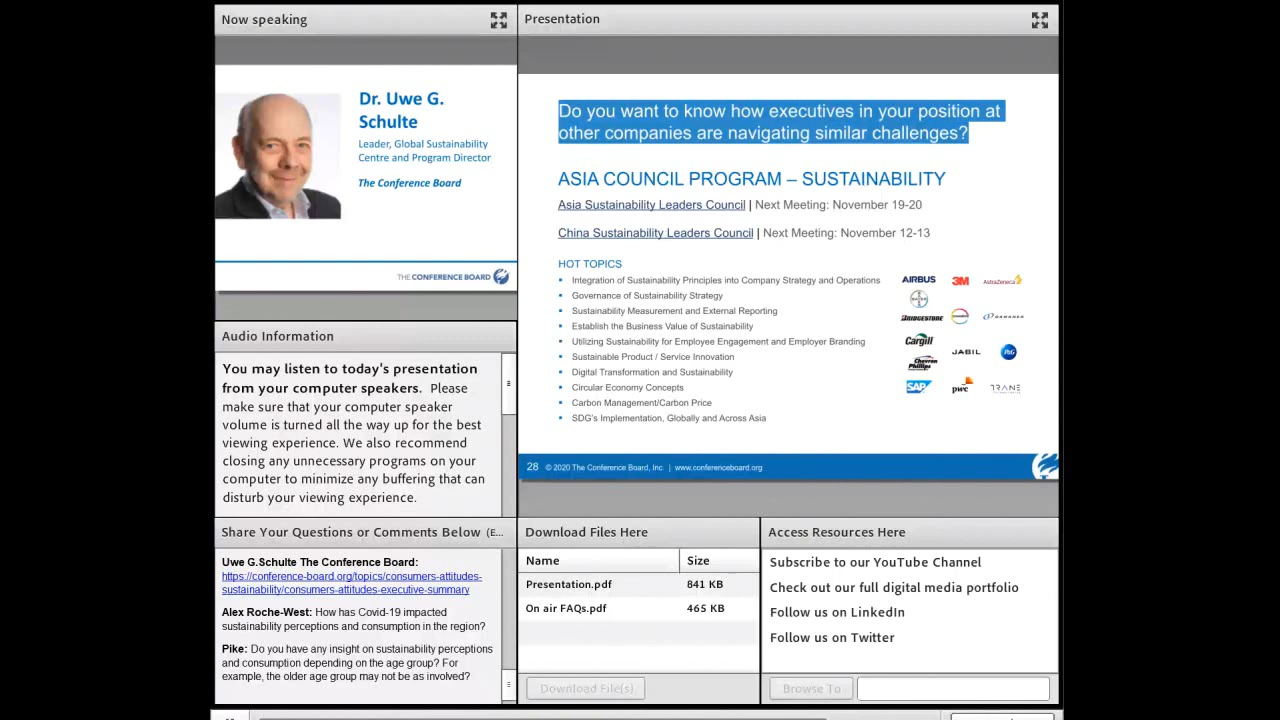 Now speaking
Dr. Uwe G.
Schulte
Leader, Global Sustainability
Centre and Program Director
The Conference Board
THE CONFERENCE BOARD
Audio Information
You may listen to today's presentation
from your computer speakers. Please
make sure that your computer speaker
volume is turned all the way up for the best
viewing experience. We also recommend
closing any unnecessary programs on your
computer to minimize any buffering that can
disturb your viewing experience.
Share Your Questions or Comments Below (E...
Uwe G.Schulte The Conference Board:
https://conference-board.org/topics/consumers-attitudes-
sustainability/consumers-attitudes-executive-summary
Alex Roche-West: How has Covid-19 impacted
sustainability perceptions and consumption in the region?
Pike: Do you have any insight on sustainability perceptions
and consumption depending on the age group? For
example, the older age group may not be as involved?
Presentation
Do you want to know how executives in your position at
other companies are navigating similar challenges?
ASIA COUNCIL PROGRAM – SUSTAINABILITY
Asia Sustainability Leaders Council | Next Meeting: November 19-20
China Sustainability Leaders Council | Next Meeting: November 12-13
HOT TOPICS
Integration of Sustainability Principles into Company Strategy and Operations
Governance of Sustainability Strategy
Sustainability Measurement and External Reporting
Establish the Business Value of Sustainability
Utilizing Sustainability for Employee Engagement and Employer Branding
Sustainable Product / Service Innovation
Digital Transformation and Sustainability
Circular Economy Concepts
Carbon Management/Carbon Price
SDG's Implementation, Globally and Across Asia
AIRBUS 3M AstraZeneca
BAYER
BRIDGESTONE covestro DANAHER
Cargill
JABIL P&G
Chevron Phillips
SAP pwc TRANE
28 © 2020 The Conference Board, Inc. | www.conferenceboard.org
Download Files Here
Name Size
Presentation.pdf 841 KB
On air FAQs.pdf 465 KB
Download File(s)
Access Resources Here
Subscribe to our YouTube Channel
Check out our full digital media portfolio
Follow us on LinkedIn
Follow us on Twitter
Browse To